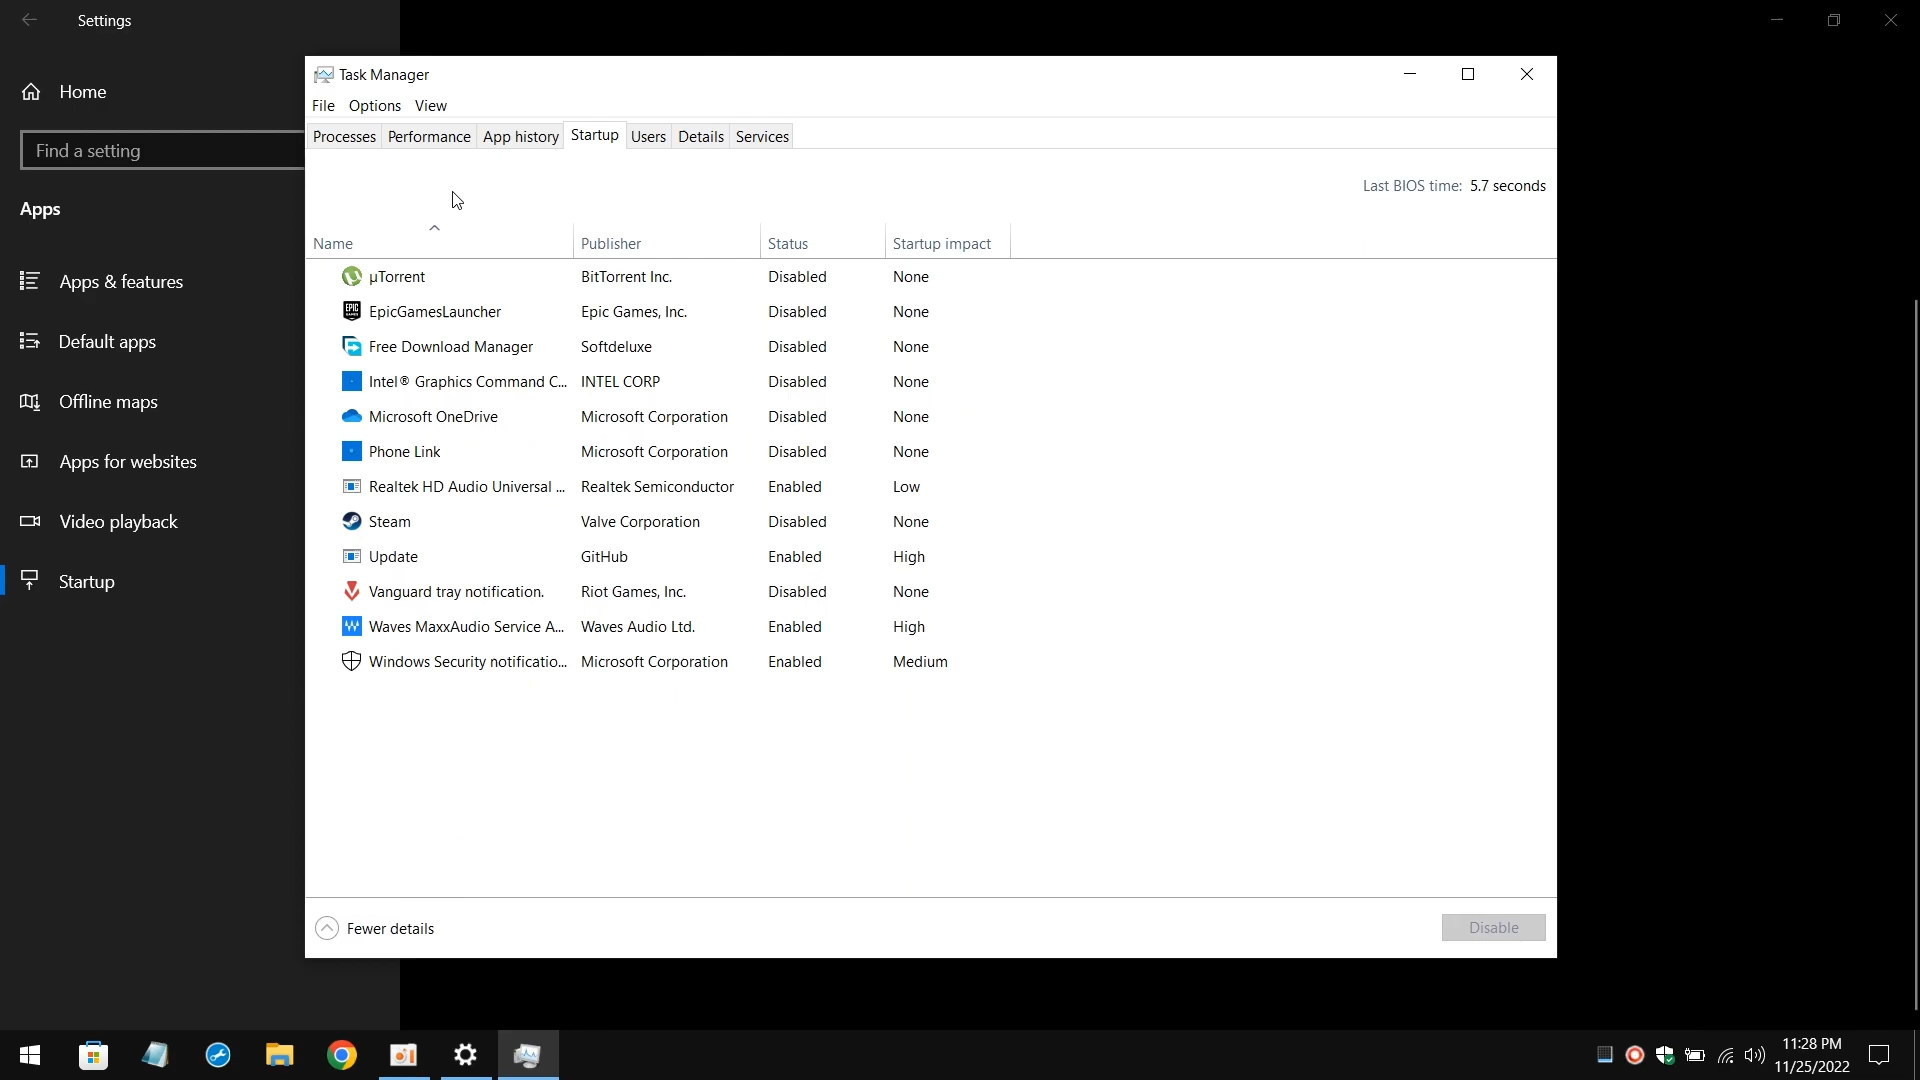 Settings
Home
Find a setting
Apps
Apps & features
Default apps
Offline maps
Apps for websites
Video playback
Startup
Task Manager
File Options View
Processes Performance App history Startup Users Details Services
Last BIOS time: 5.7 seconds
Name Publisher Status Startup impact
µTorrent BitTorrent Inc. Disabled None
EPIC GAMES EpicGamesLauncher Epic Games, Inc. Disabled None
Free Download Manager Softdeluxe Disabled None
Intel® Graphics Command C... INTEL CORP Disabled None
Microsoft OneDrive Microsoft Corporation Disabled None
Phone Link Microsoft Corporation Disabled None
Realtek HD Audio Universal ... Realtek Semiconductor Enabled Low
Steam Valve Corporation Disabled None
Update GitHub Enabled High
Vanguard tray notification. Riot Games, Inc. Disabled None
Waves MaxxAudio Service A... Waves Audio Ltd. Enabled High
Windows Security notificatio... Microsoft Corporation Enabled Medium
Fewer details
Disable
11:28 PM
11/25/2022